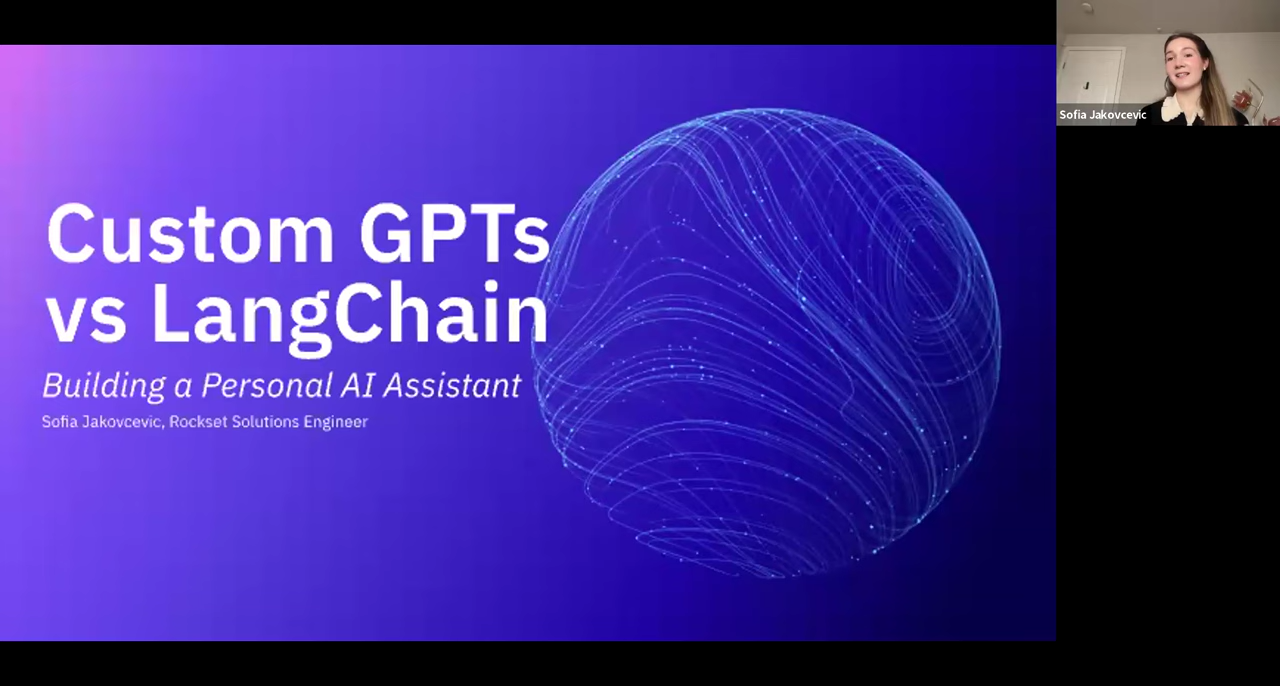 Custom GPTs
vs LangChain
Building a Personal AI Assistant
Sofia Jakovcevic, Rockset Solutions Engineer
Sofia Jakovcevic